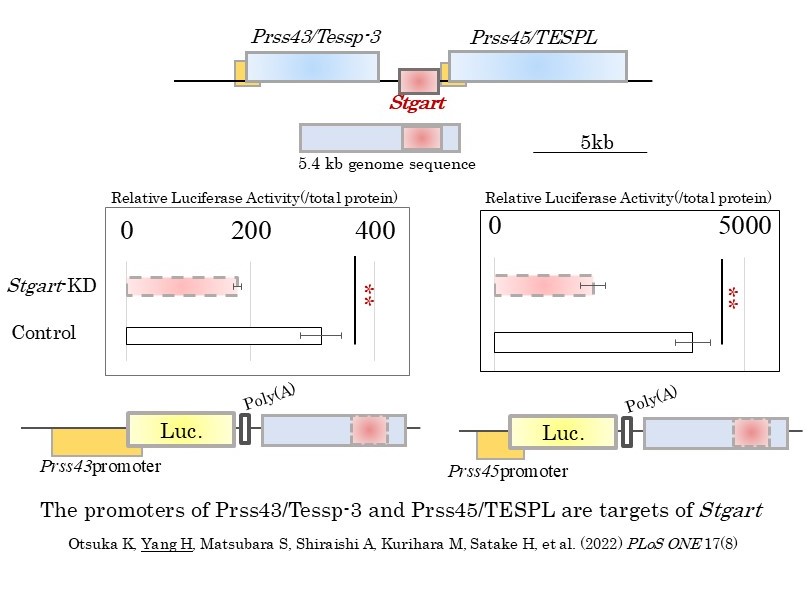 Prss43/Tessp-3
Prss45/TESPL
Stgart
5.4 kb genome sequence
5kb
Relative Luciferase Activity(/total protein)
0 200 400
Stgart-KD
**
Control
Relative Luciferase Activity(/total protein)
0 5000
**
Luc.
Poly(A)
Prss43promoter
Luc.
Poly(A)
Prss45promoter
The promoters of Prss43/Tessp-3 and Prss45/TESPL are targets of Stgart
Otsuka K, Yang H, Matsubara S, Shiraishi A, Kurihara M, Satake H, et al. (2022) PLoS ONE 17(8)